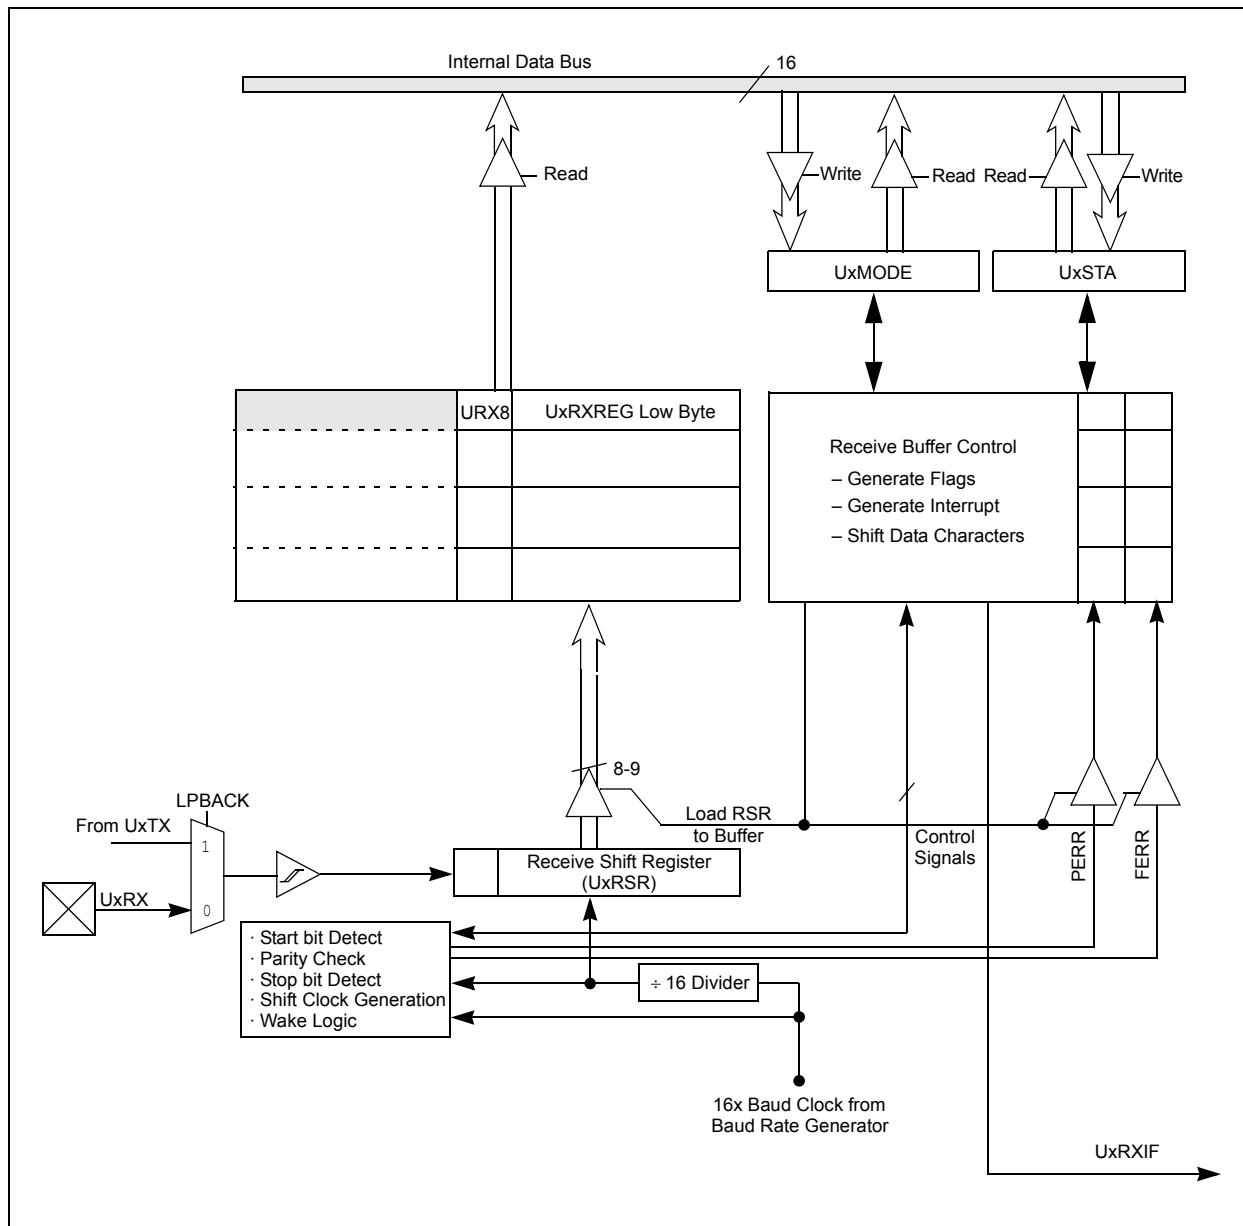 Internal Data Bus
16
Read
Write
Read
Read
Write
UxMODE
UxSTA
URX8
UxRXREG Low Byte
Receive Buffer Control
– Generate Flags
– Generate Interrupt
– Shift Data Characters
8-9
LPBACK
From UxTX
1
Load RSR
to Buffer
Control
Signals
PERR
FERR
Receive Shift Register
(UxRSR)
UxRX
0
· Start bit Detect
· Parity Check
· Stop bit Detect
· Shift Clock Generation
· Wake Logic
÷ 16 Divider
16x Baud Clock from
Baud Rate Generator
UxRXIF